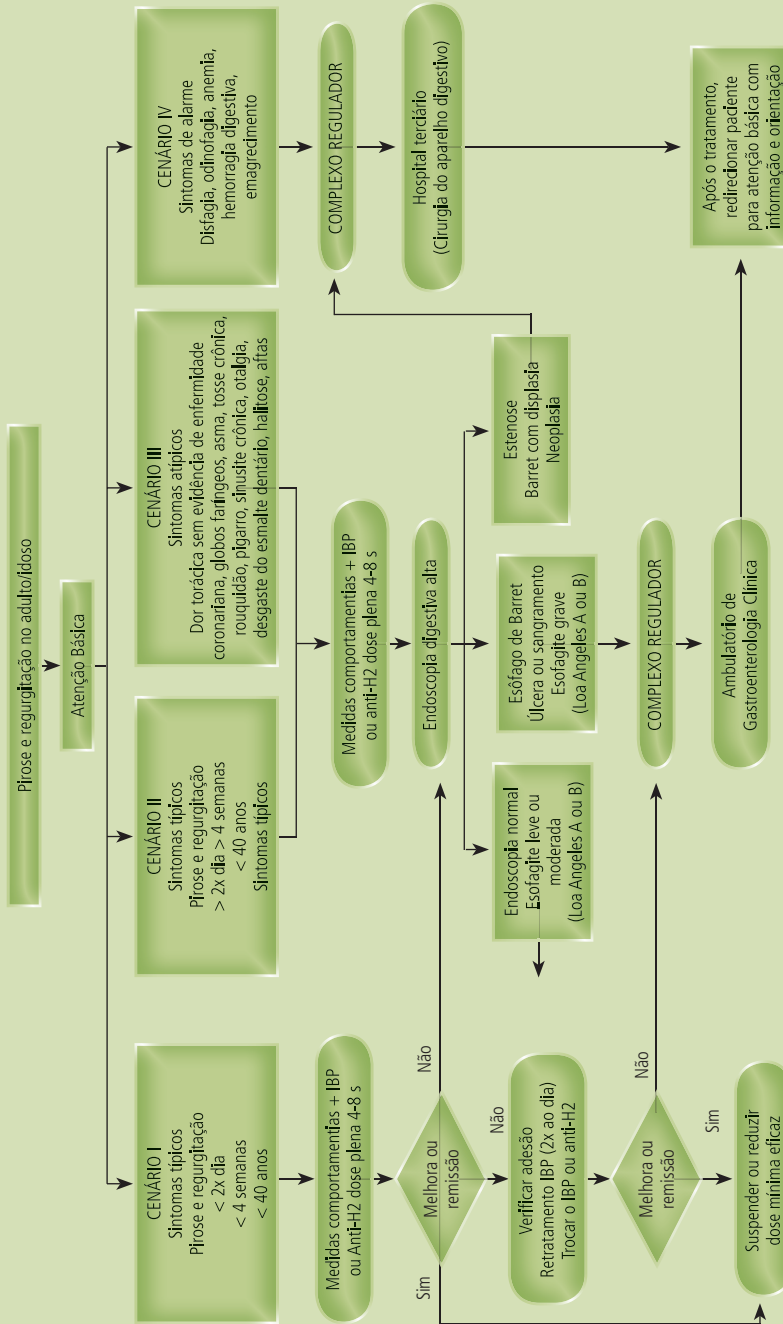 Pirose e regurgitação no adulto/idoso
Atenção Básica
CENÁRIO I
Sintomas típicos
Pirose e regurgitação
< 2x dia
< 4 semanas
< 40 anos
CENÁRIO II
Sintomas típicos
Pirose e regurgitação
> 2x dia > 4 semanas
< 40 anos
Sintomas típicos
CENÁRIO III
Sintomas atípicos
Dor torácica sem evidência de enfermidade
coronariana, globos faríngeos, asma, tosse crônica,
rouquidão, pigarro, sinusite crônica, otalgia,
desgaste do esmalte dentário, halitose, aftas
CENÁRIO IV
Sintomas de alarme
Disfagia, odinofagia, anemia,
hemorragia digestiva,
emagrecimento
Medidas comportamentias + IBP
ou Anti-H2 dose plena 4-8 s
Medidas comportamentias + IBP
ou anti-H2 dose plena 4-8 s
COMPLEXO REGULADOR
Melhora ou
remissão
Não
Sim
Não
Endoscopia digestiva alta
Hospital terciário
(Cirurgia do aparelho digestivo)
Verificar adesão
Retratamento IBP (2x ao dia)
Trocar o IBP ou anti-H2
Endoscopia normal
Esofagite leve ou
moderada
(Loa Angeles A ou B)
Esôfago de Barret
Úlcera ou sangramento
Esofagite grave
(Loa Angeles A ou B)
Estenose
Barret com displasia
Neoplasia
Melhora ou
remissão
Não
Sim
COMPLEXO REGULADOR
Suspender ou reduzir
dose mínima eficaz
Ambulatório de
Gastroenterologia Clínica
Após o tratamento,
redirecionar paciente
para atenção básica com
informação e orientação